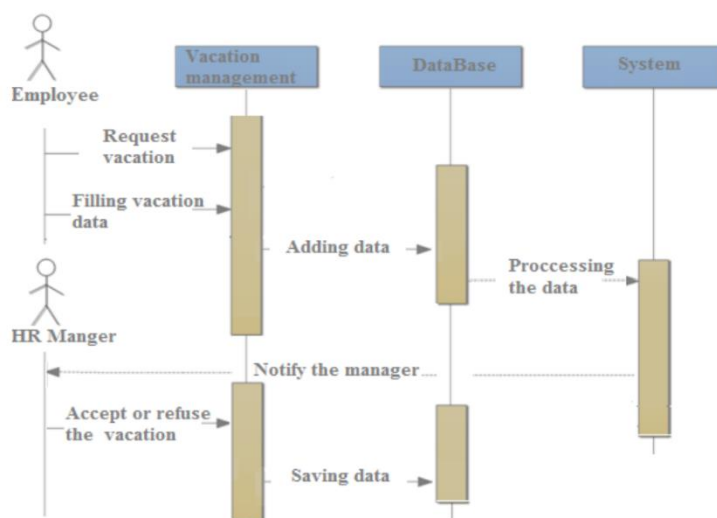 Vacation
management
DataBase
System
Employee
Request
vacation
Filling vacation
data
Adding data
Proccessing
the data
HR Manger
Notify the manager
Accept or refuse
the vacation
Saving data